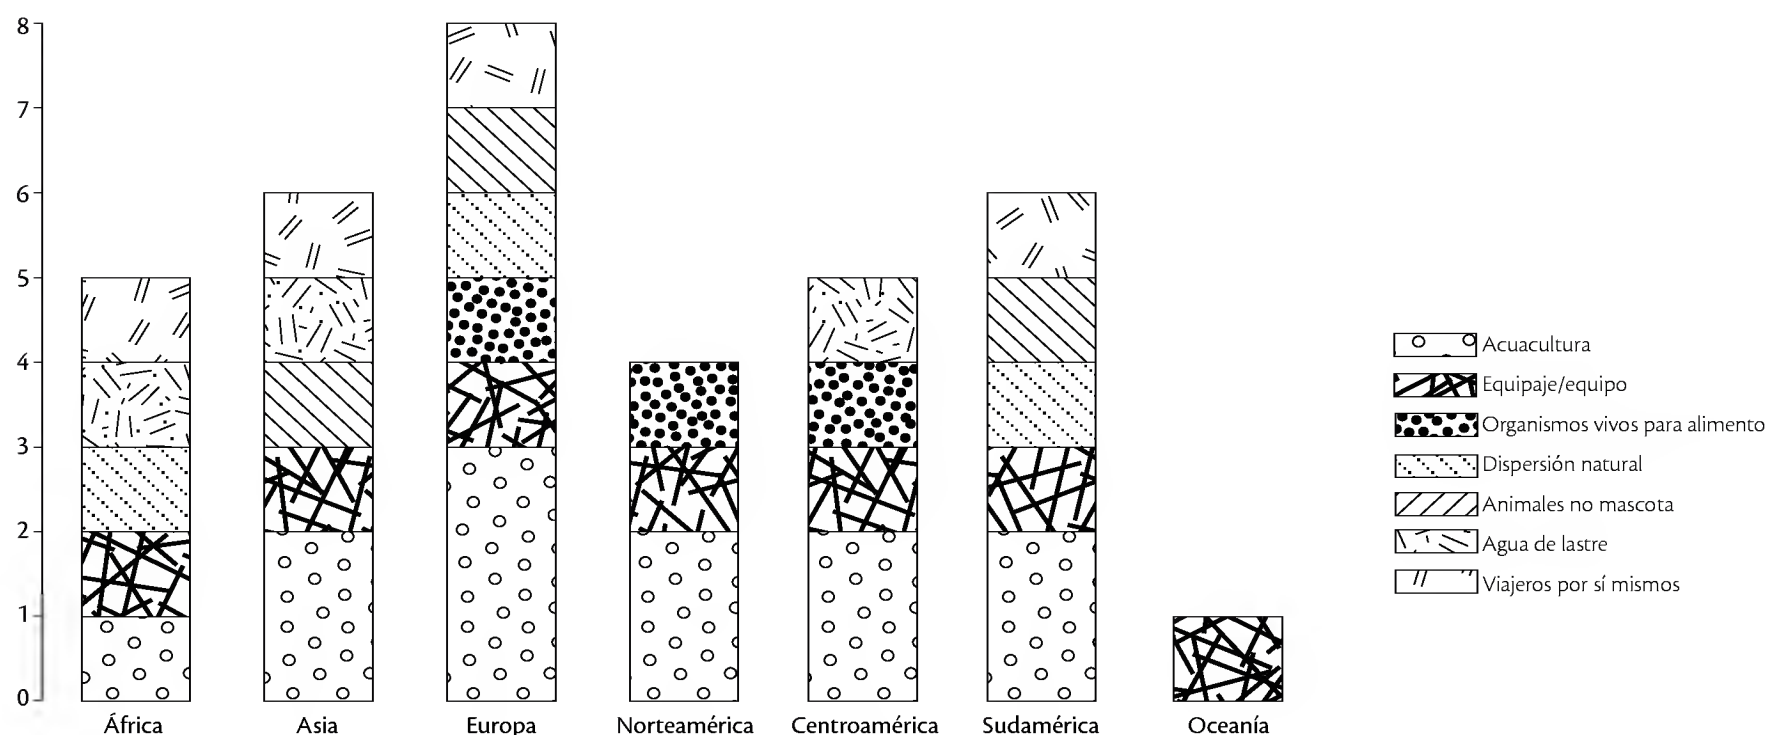 8
7
6
5
4
3
2
1
0
África Asia Europa Norteamérica Centroamérica Sudamérica Oceanía
Acuacultura
Equipaje/equipo
Organismos vivos para alimento
Dispersión natural
Animales no mascota
Agua de lastre
Viajeros por sí mismos